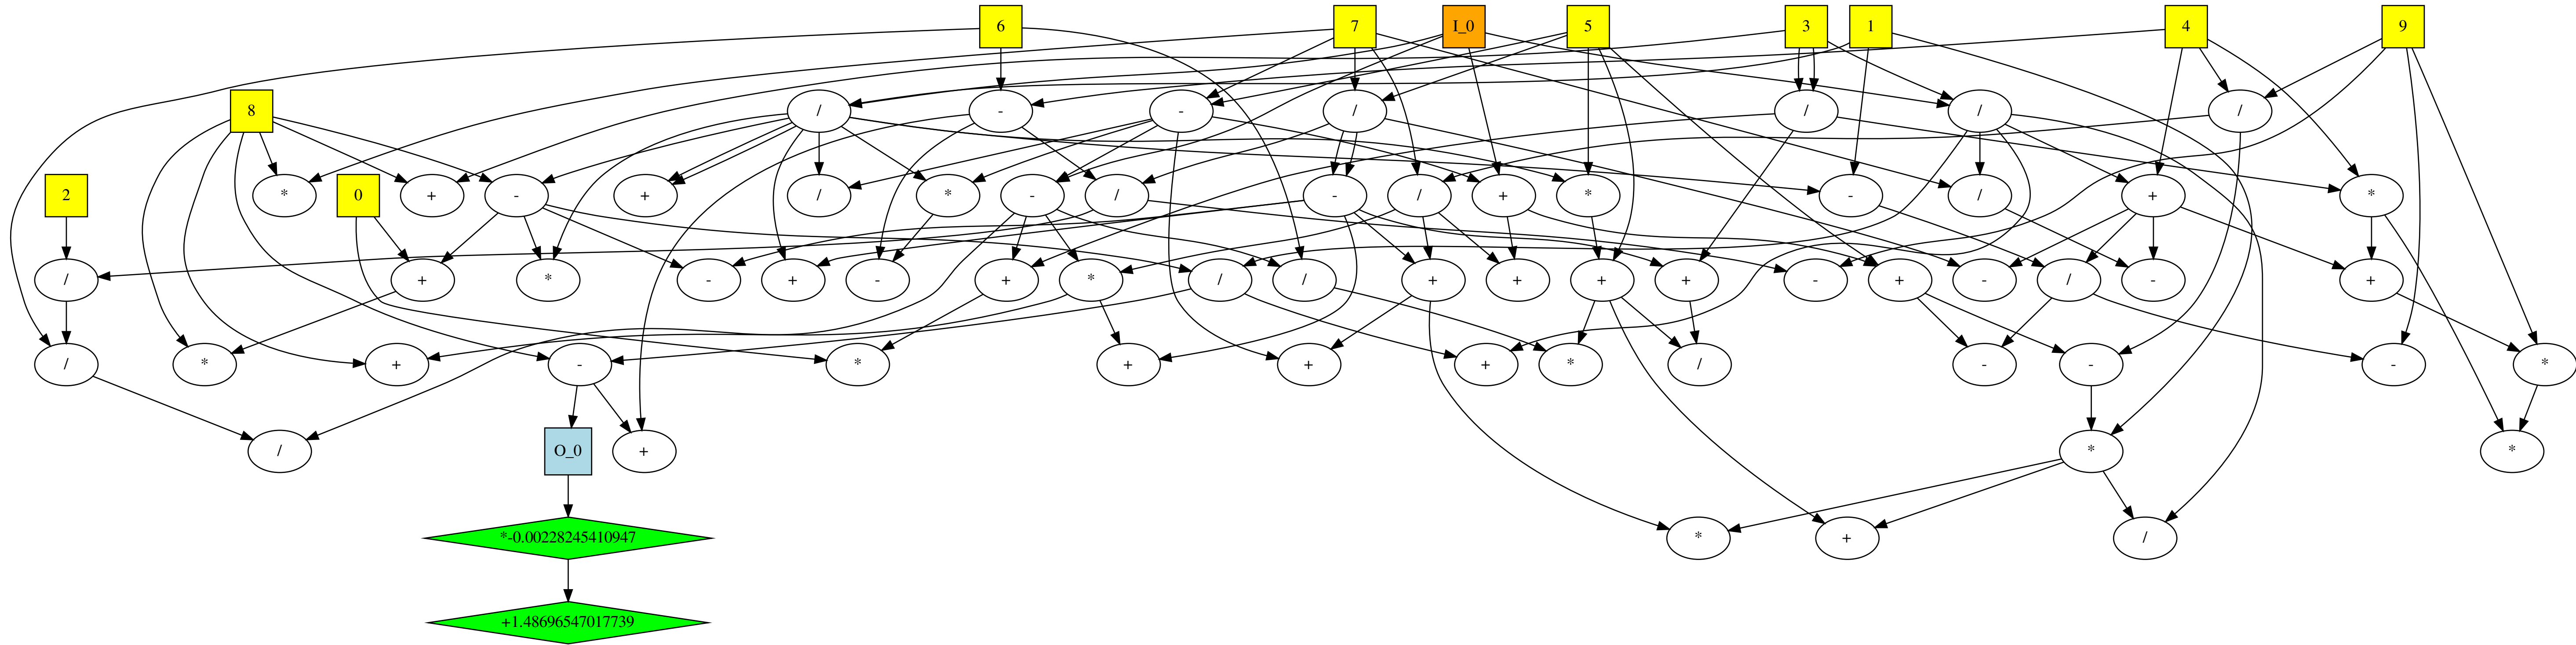 6 7 I_0 5 3 1 4 9
8 / - - / / / /
2 * 0 + - + / * - / - / + * - / + *
/ + * - + - + * / / + + + + - + - / - +
/ * + - * + + + * / - - - *
/ O_0 + * *
*-0.00228245410947 * + /
+1.48696547017739